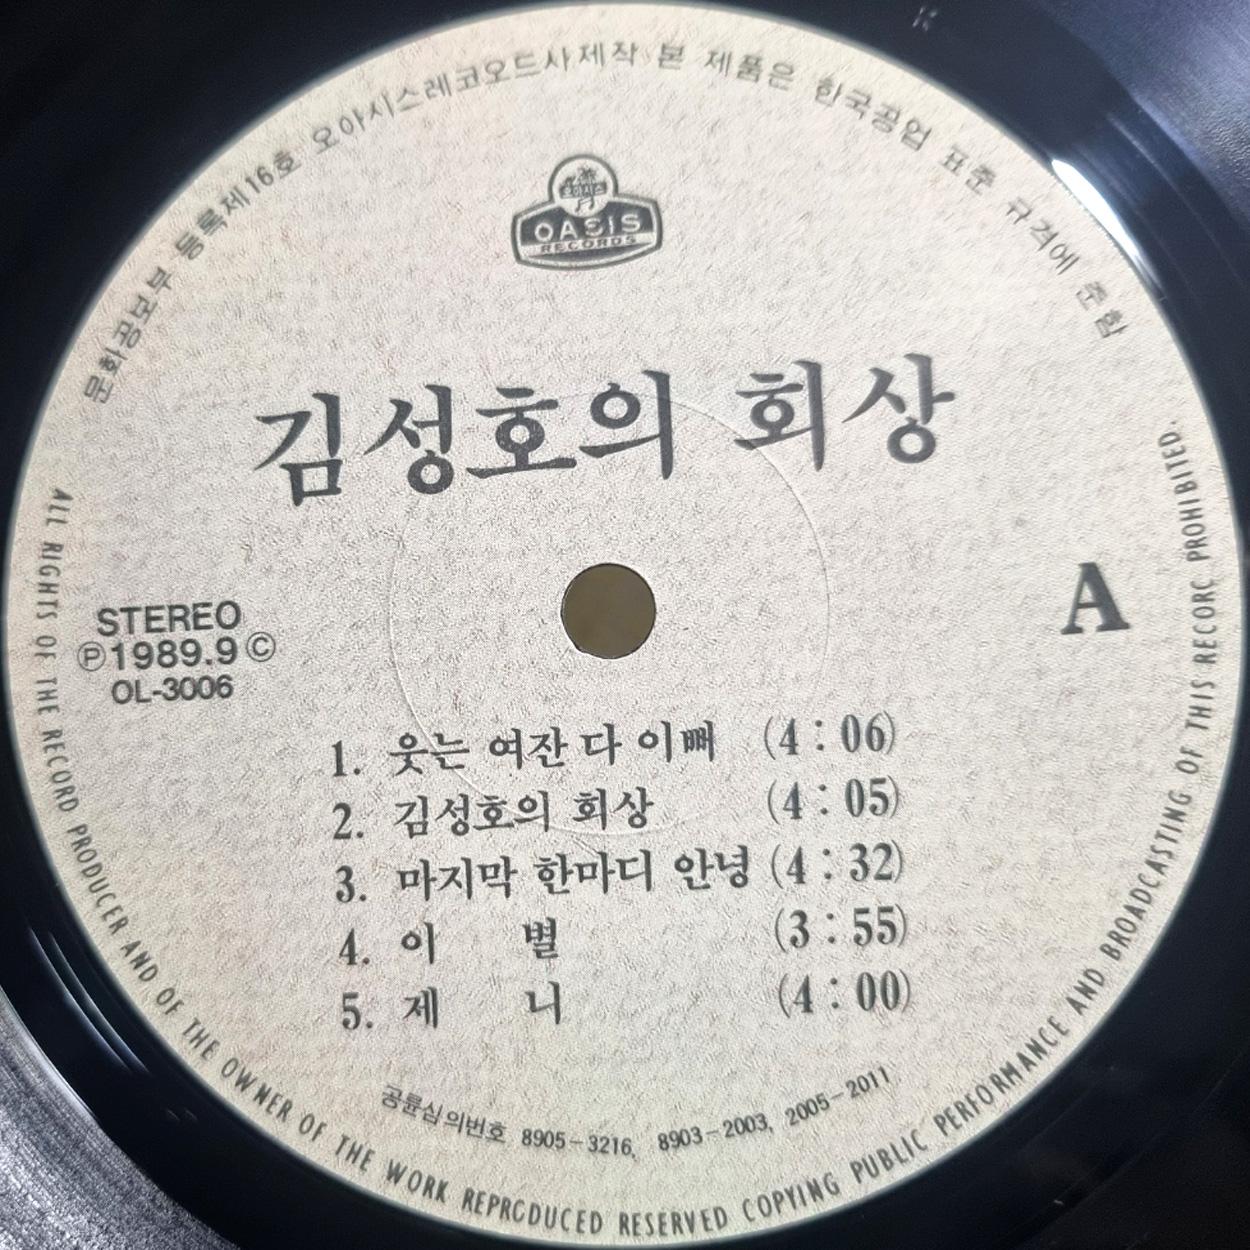 문화공보부 등록제16호 오아시스레코오드사제작 본 제품은 한국공업 표준 규격에 준함
오아시스
OASIS
RECORDS
김성호의 회상
STEREO
Ⓟ1989.9Ⓒ
OL-3006
A
1. 웃는 여잔 다 이뻐 (4:06)
2. 김성호의 회상 (4:05)
3. 마지막 한마디 안녕 (4:32)
4. 이 별 (3:55)
5. 제 니 (4:00)
공륜심의번호 8905-3216, 8903-2003, 2005-2011
ALL RIGHTS OF THE RECORD PRODUCER AND OF THE OWNER OF THE WORK REPRCDUCED RESERVED COPYING PUBLIC PERFORMANCE AND BROADCASTING OF THIS RECORC PROHIBITED.